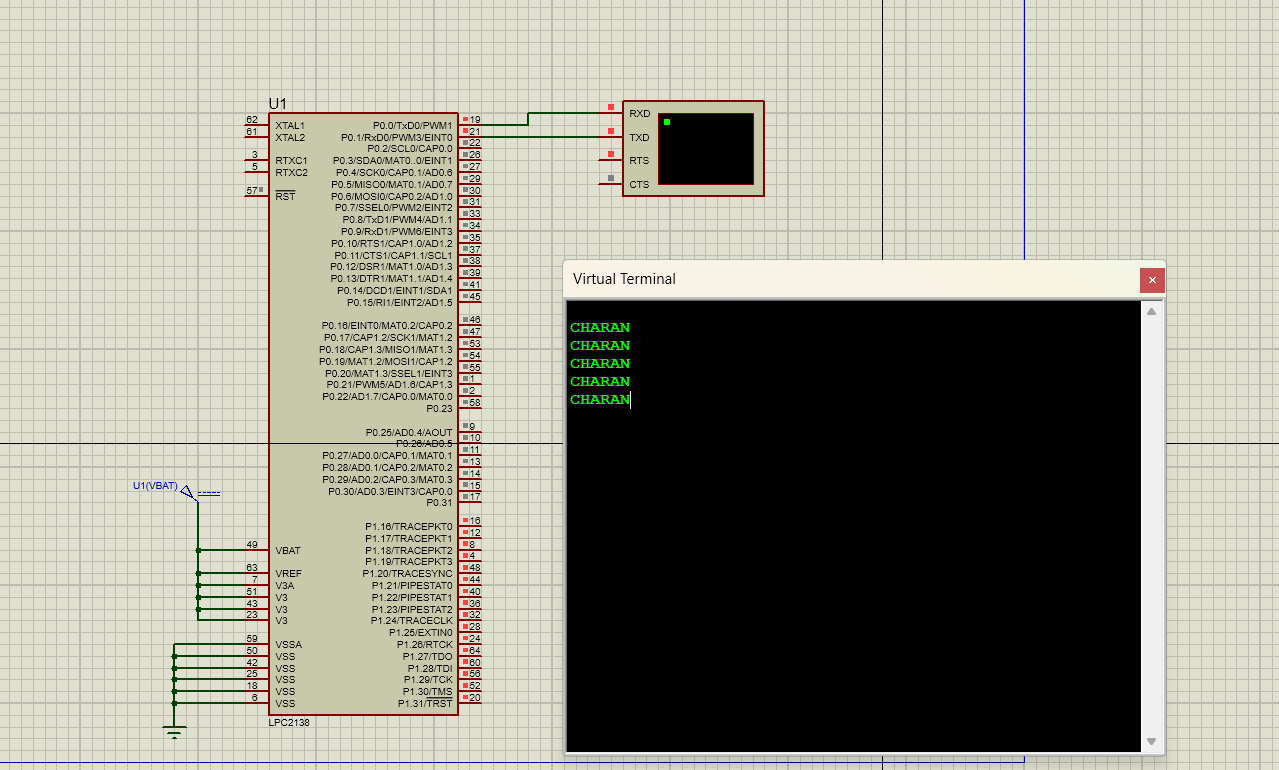 U1
62 XTAL1 P0.0/TxD0/PWM1 19
61 XTAL2 P0.1/RxD0/PWM3/EINT0 21
P0.2/SCL0/CAP0.0 22
3 RTXC1 P0.3/SDA0/MAT0..0/EINT1 26
5 RTXC2 P0.4/SCK0/CAP0.1/AD0.6 27
P0.5/MISO0/MAT0.1/AD0.7 29
57 RST P0.6/MOSI0/CAP0.2/AD1.0 30
P0.7/SSEL0/PWM2/EINT2 31
P0.8/TxD1/PWM4/AD1.1 33
P0.9/RxD1/PWM6/EINT3 34
P0.10/RTS1/CAP1.0/AD1.2 35
P0.11/CTS1/CAP1.1/SCL1 37
P0.12/DSR1/MAT1.0/AD1.3 38
P0.13/DTR1/MAT1.1/AD1.4 39
P0.14/DCD1/EINT1/SDA1 41
P0.15/RI1/EINT2/AD1.5 45
P0.16/EINT0/MAT0.2/CAP0.2 46
P0.17/CAP1.2/SCK1/MAT1.2 47
P0.18/CAP1.3/MISO1/MAT1.3 53
P0.19/MAT1.2/MOSI1/CAP1.2 54
P0.20/MAT1.3/SSEL1/EINT3 55
P0.21/PWM5/AD1.6/CAP1.3 1
P0.22/AD1.7/CAP0.0/MAT0.0 2
P0.23 58
P0.25/AD0.4/AOUT 9
P0.26/AD0.5 10
P0.27/AD0.0/CAP0.1/MAT0.1 11
P0.28/AD0.1/CAP0.2/MAT0.2 13
P0.29/AD0.2/CAP0.3/MAT0.3 14
P0.30/AD0.3/EINT3/CAP0.0 15
P0.31 17
U1(VBAT)
P1.16/TRACEPKT0 16
P1.17/TRACEPKT1 12
49 VBAT P1.18/TRACEPKT2 8
P1.19/TRACEPKT3 4
63 VREF P1.20/TRACESYNC 48
7 V3A P1.21/PIPESTAT0 44
51 V3 P1.22/PIPESTAT1 40
43 V3 P1.23/PIPESTAT2 36
23 V3 P1.24/TRACECLK 32
P1.25/EXTIN0 28
59 VSSA P1.26/RTCK 24
50 VSS P1.27/TDO 64
42 VSS P1.28/TDI 60
25 VSS P1.29/TCK 56
18 VSS P1.30/TMS 52
6 VSS P1.31/TRST 20
LPC2138
RXD
TXD
RTS
CTS
Virtual Terminal
CHARAN
CHARAN
CHARAN
CHARAN
CHARAN